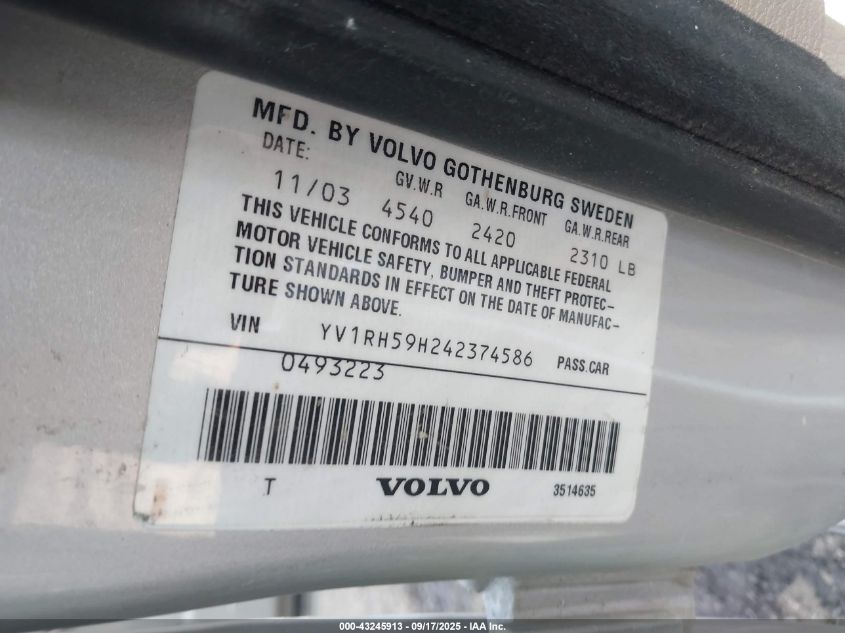 MFD. BY VOLVO GOTHENBURG SWEDEN
DATE: GV.W.R GA.W.R.FRONT GA.W.R.REAR
11/03 4540 2420 2310 LB
THIS VEHICLE CONFORMS TO ALL APPLICABLE FEDERAL
MOTOR VEHICLE SAFETY, BUMPER AND THEFT PROTEC-
TION STANDARDS IN EFFECT ON THE DATE OF MANUFAC-
TURE SHOWN ABOVE.
VIN YV1RH59H242374586 PASS.CAR
0493223
T VOLVO 3514635
000-43245913 - 09/17/2025 - IAA Inc.